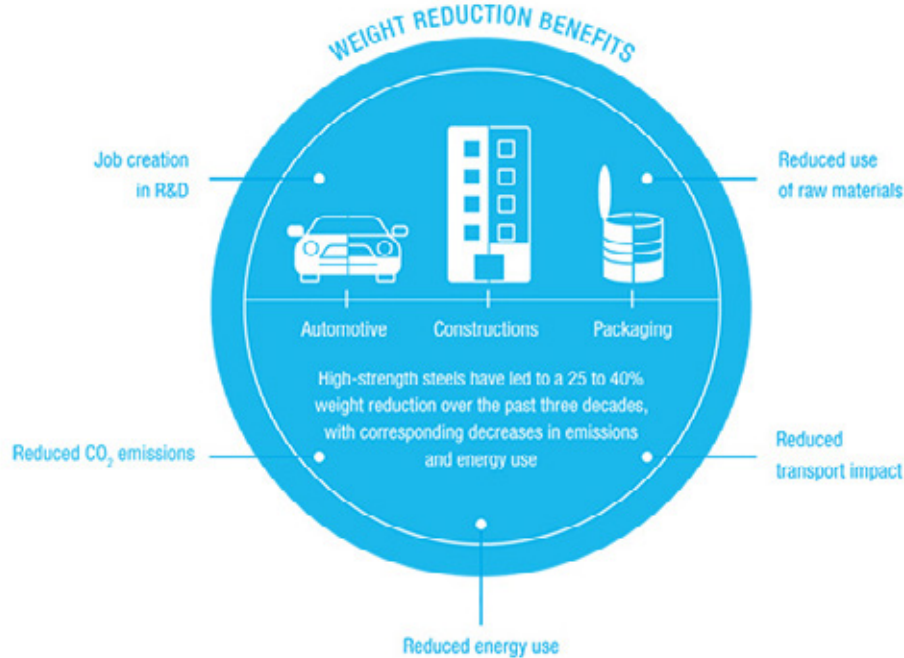 WEIGHT REDUCTION BENEFITS
Job creation
in R&D
Reduced use
of raw materials
Automotive
Constructions
Packaging
High-strength steels have led to a 25 to 40%
weight reduction over the past three decades,
with corresponding decreases in emissions
and energy use
Reduced CO₂ emissions
Reduced
transport impact
Reduced energy use